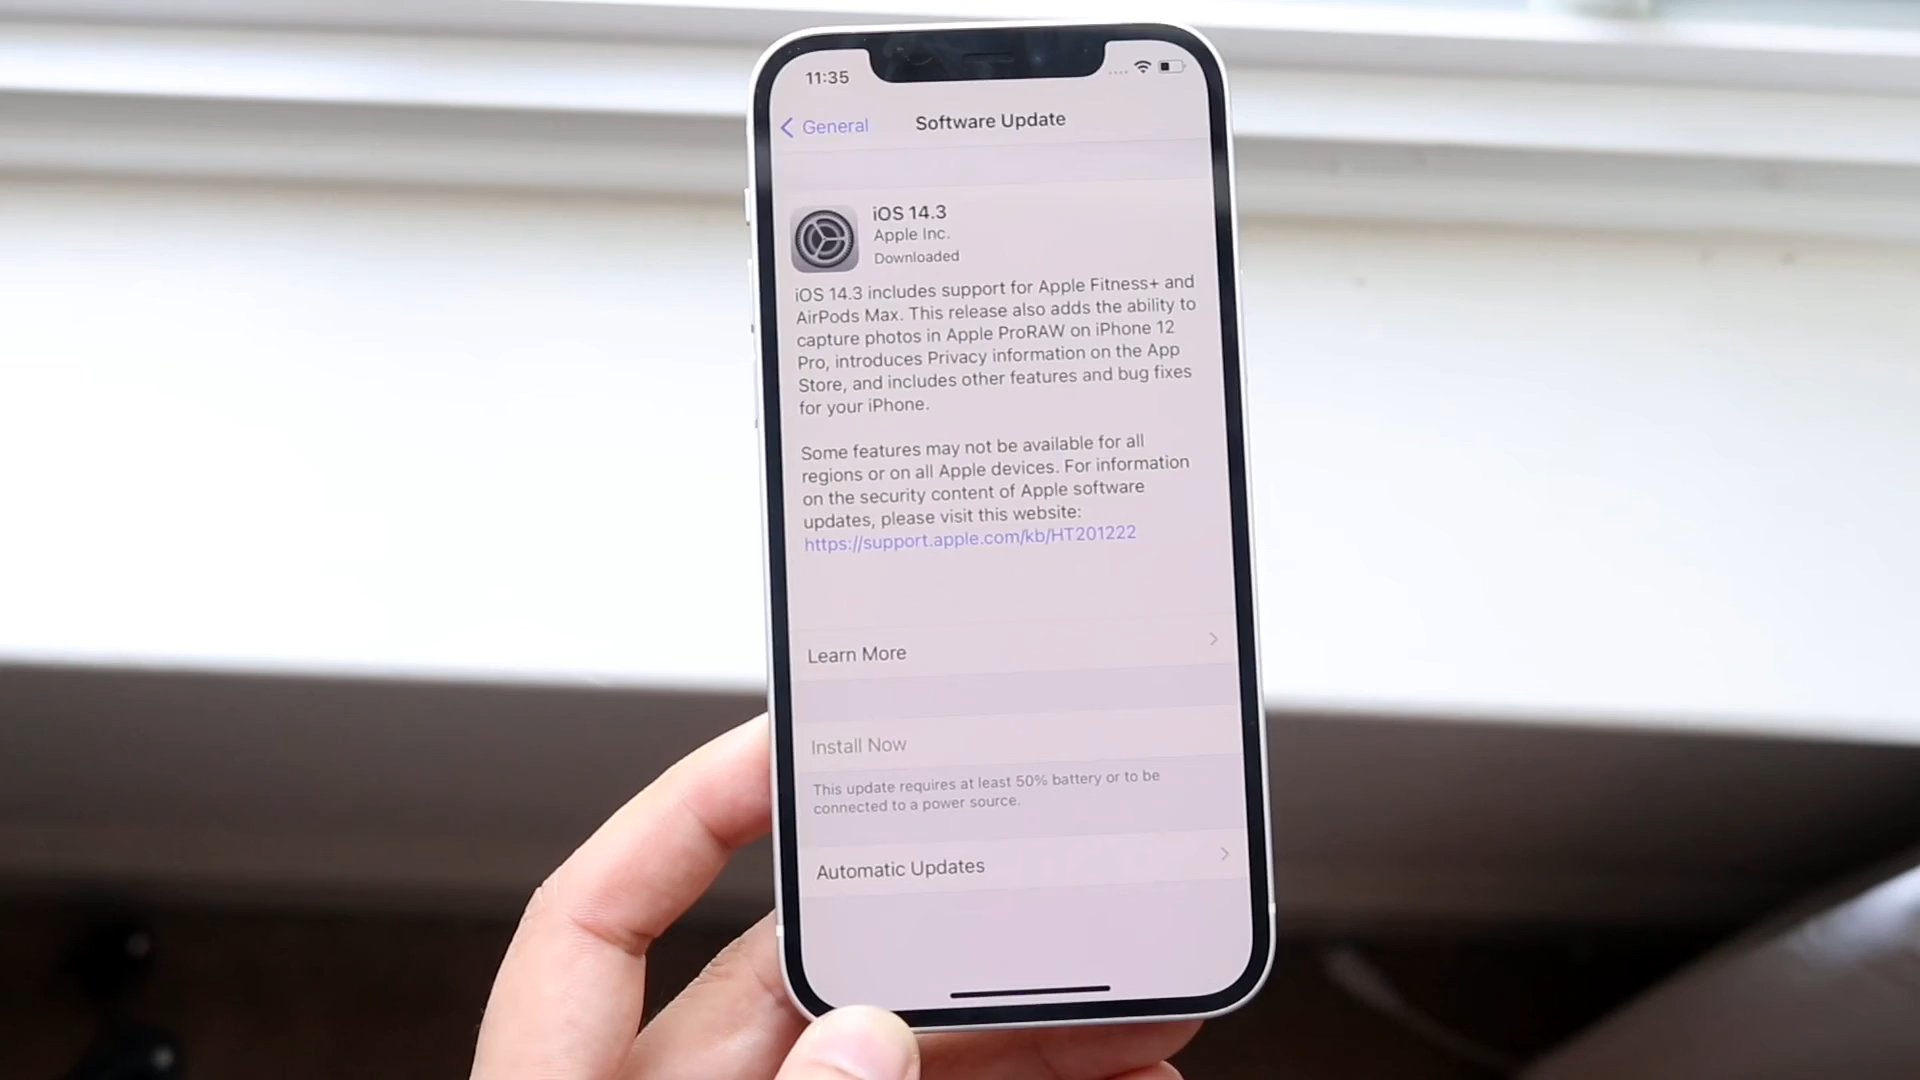 11:35
General
Software Update
iOS 14.3
Apple Inc.
Downloaded
iOS 14.3 includes support for Apple Fitness+ and
AirPods Max. This release also adds the ability to
capture photos in Apple ProRAW on iPhone 12
Pro, introduces Privacy information on the App
Store, and includes other features and bug fixes
for your iPhone.
Some features may not be available for all
regions or on all Apple devices. For information
on the security content of Apple software
updates, please visit this website:
https://support.apple.com/kb/HT201222
Learn More
Install Now
This update requires at least 50% battery or to be
connected to a power source.
Automatic Updates